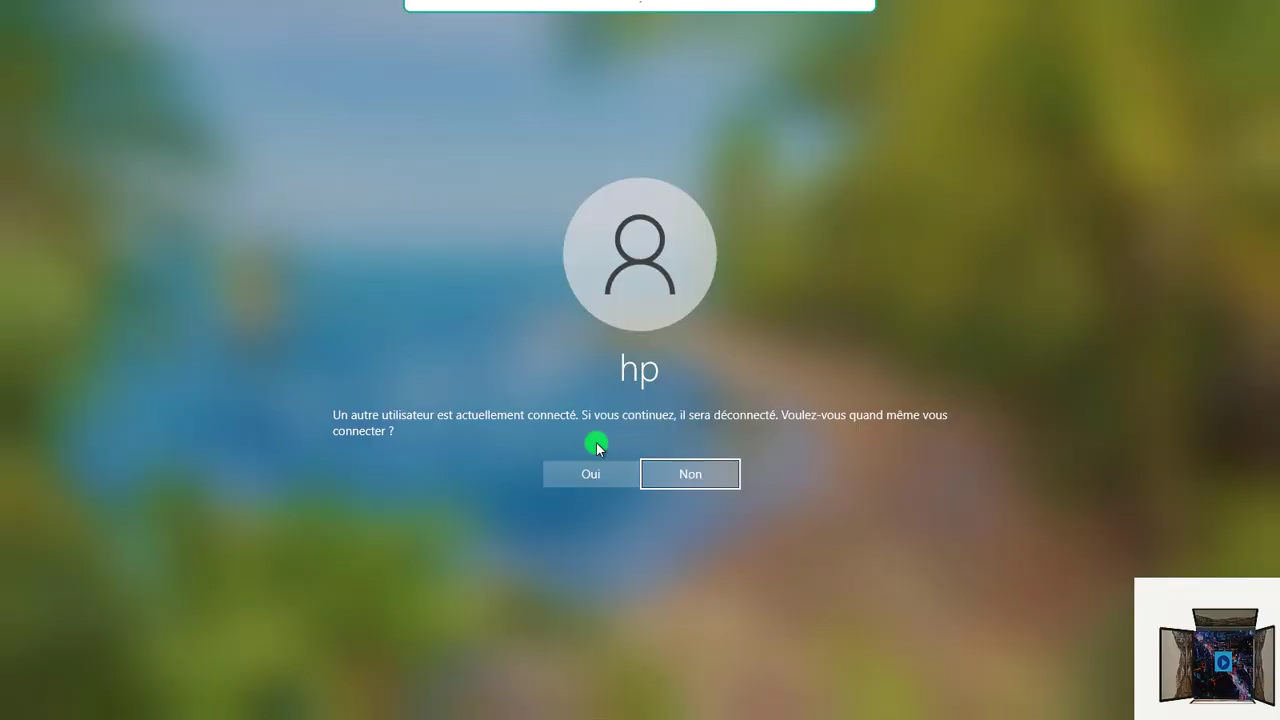 hp
Un autre utilisateur est actuellement connecté. Si vous continuez, il sera déconnecté. Voulez-vous quand même vous
connecter ?
Oui
Non